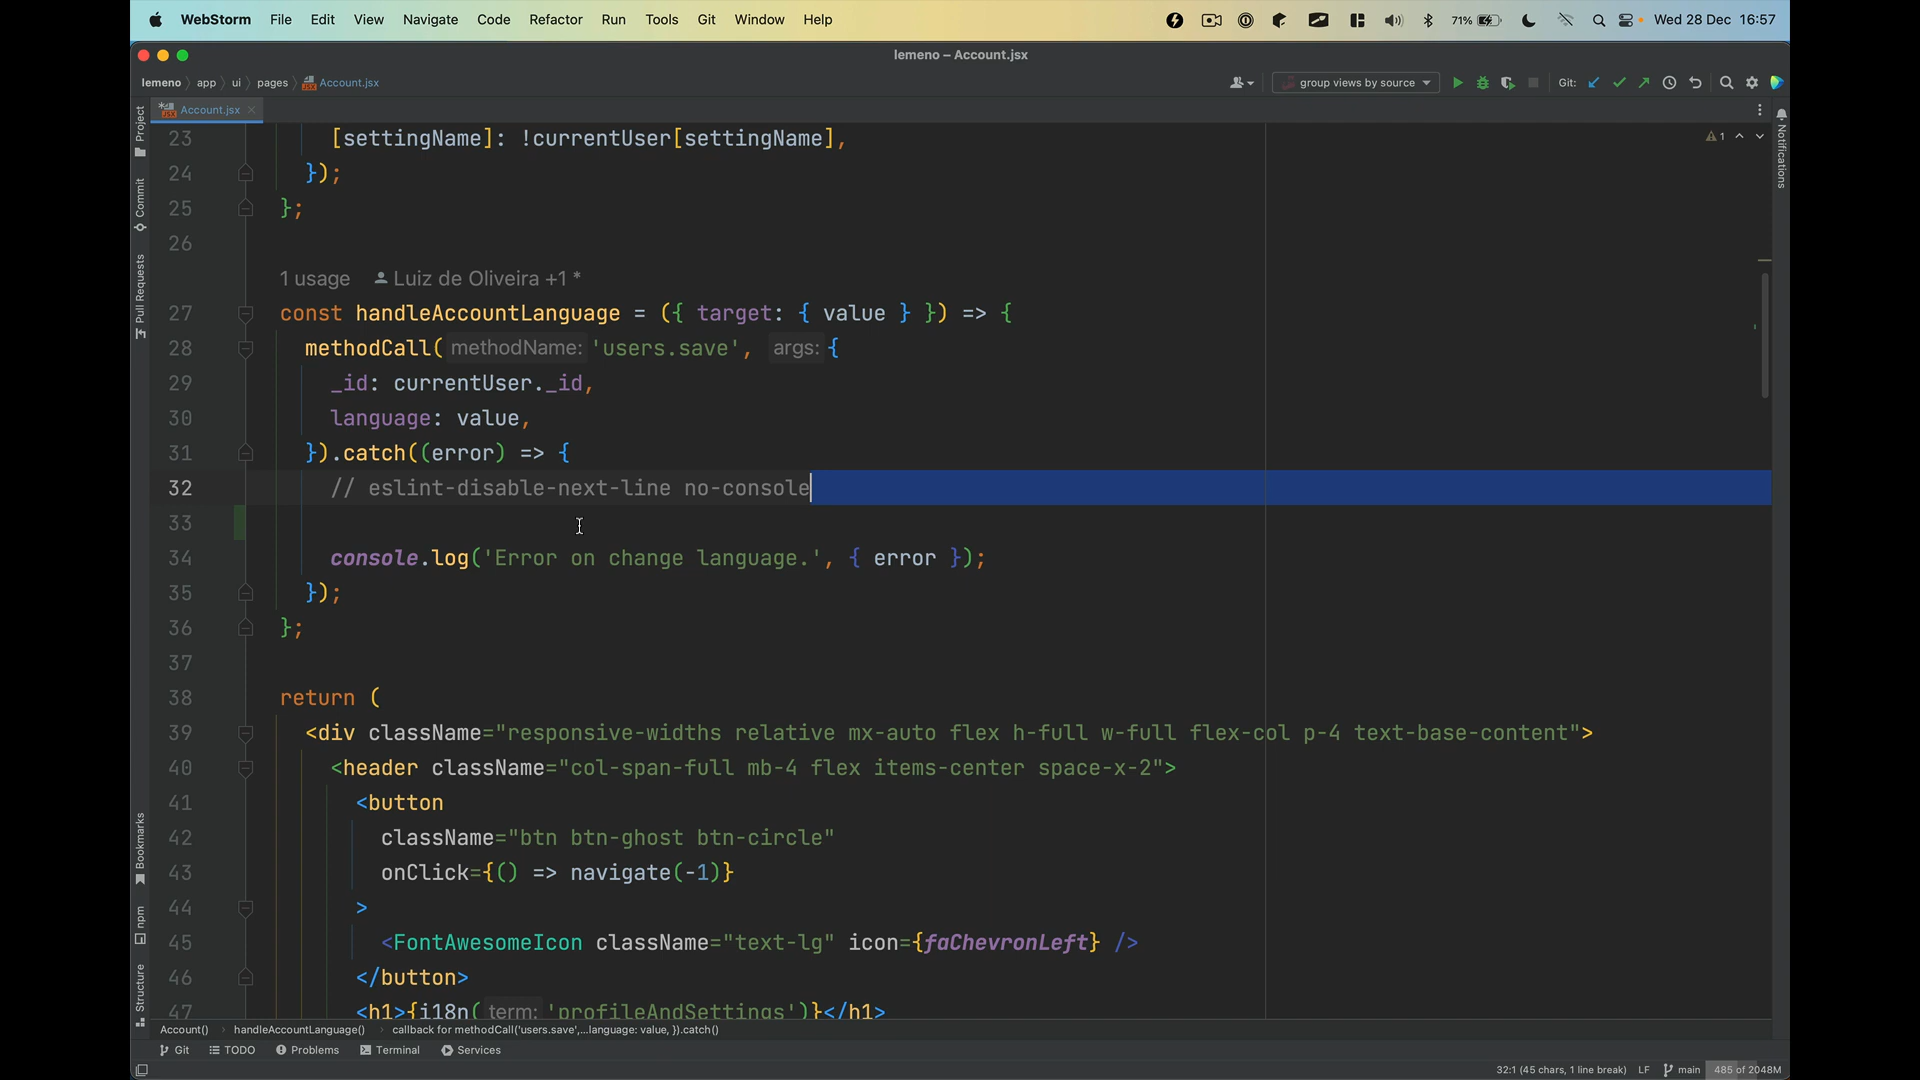 WebStorm File Edit View Navigate Code Refactor Run Tools Git Window Help 71% Wed 28 Dec 16:57
lemeno – Account.jsx
lemeno app ui pages Account.jsx group views by source Git:
Account.jsx
Project
Commit
Pull Requests
Bookmarks
npm
Structure
Notifications
1
23 [settingName]: !currentUser[settingName],
24 });
25 };
26
1 usage Luiz de Oliveira +1 *
27 const handleAccountLanguage = ({ target: { value } }) => {
28 methodCall( methodName: 'users.save', args: {
29 _id: currentUser._id,
30 language: value,
31 }).catch((error) => {
32 // eslint-disable-next-line no-console
33
34 console.log('Error on change language.', { error });
35 });
36 };
37
38 return (
39 <div className="responsive-widths relative mx-auto flex h-full w-full flex-col p-4 text-base-content">
40 <header className="col-span-full mb-4 flex items-center space-x-2">
41 <button
42 className="btn btn-ghost btn-circle"
43 onClick={() => navigate(-1)}
44 >
45 <FontAwesomeIcon className="text-lg" icon={faChevronLeft} />
46 </button>
47 <h1>{i18n( term: 'profileAndSettings')}</h1>
Account() handleAccountLanguage() callback for methodCall('users.save',...language: value, }).catch()
Git TODO Problems Terminal Services
32:1 (45 chars, 1 line break) LF main 485 of 2048M